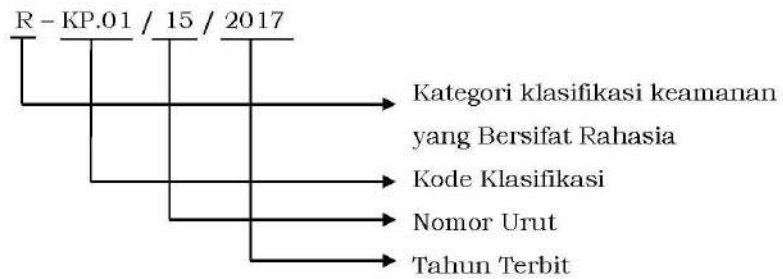 R – KP.01 / 15 / 2017
Kategori klasifikasi keamanan
yang Bersifat Rahasia
Kode Klasifikasi
Nomor Urut
Tahun Terbit